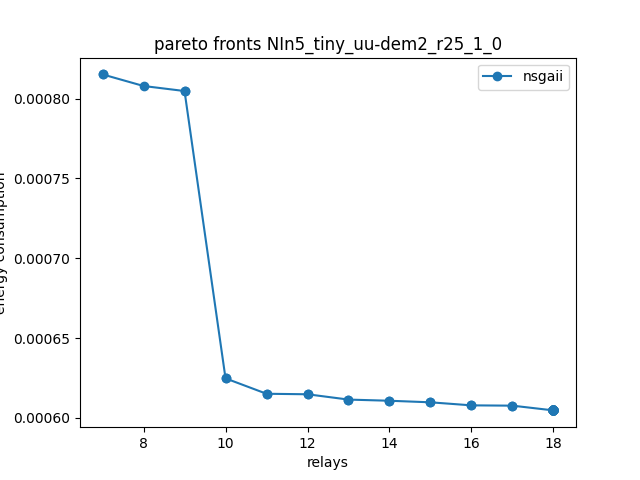 pareto fronts NIn5_tiny_uu-dem2_r25_1_0
nsgaii
0.00080
0.00075
0.00070
0.00065
0.00060
energy consumption
8
10
12
14
16
18
relays